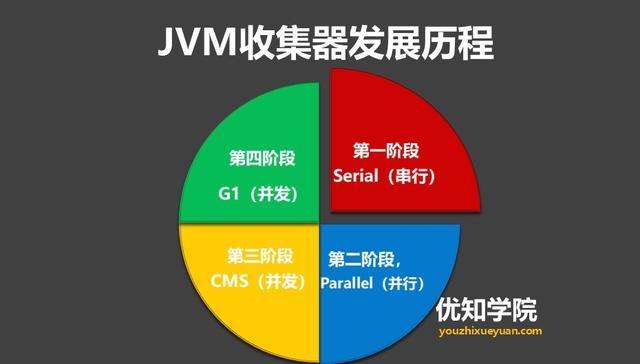 JVM收集器发展历程
第一阶段
Serial（串行）
第二阶段，
Parallel（并行）
第三阶段
CMS（并发）
第四阶段
G1（并发）
优知学院
youzhixueyuan.com